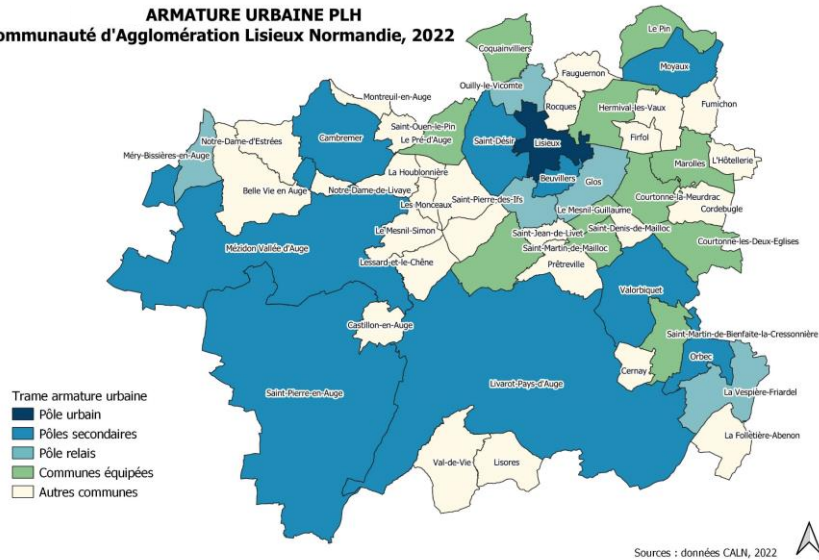 ARMATURE URBAINE PLH
ommunauté d'Agglomération Lisieux Normandie, 2022
Le Pin
Coquainvilliers
Moyaux
Fauguernon
Ouilly-le-Vicomte
Montreuil-en-Auge
Rocques
Hermival-les-Vaux
Fumichon
Saint-Ouen-le-Pin
Cambremer
Notre-Dame-d'Estrées
Le Pré-d'Auge
Saint-Désir
Lisieux
Firfol
Méry-Bissières-en-Auge
L'Hôtellerie
Marolles
La Houblonnière
Beuvillers
Glos
Belle Vie en Auge
Notre-Dame-de-Livaye
Courtonne-la-Meurdrac
Saint-Pierre-des-Ifs
Les Monceaux
Le Mesnil-Guillaume
Cordebugle
Saint-Denis-de-Mailloc
Le Mesnil-Simon
Saint-Jean-de-Livet
Courtonne-les-Deux-Eglises
Mézidon Vallée d'Auge
Saint-Martin-de-Mailloc
Prêtreville
Lessard-et-le-Chêne
Valorbiquet
Castillon-en-Auge
Saint-Martin-de-Bienfaite-la-Cressonnière
Orbec
Cernay
Livarot-Pays-d'Auge
Saint-Pierre-en-Auge
La Vespière-Friardel
La Folletière-Abenon
Val-de-Vie
Lisores
Trame armature urbaine
Pôle urbain
Pôles secondaires
Pôle relais
Communes équipées
Autres communes
Sources : données CALN, 2022